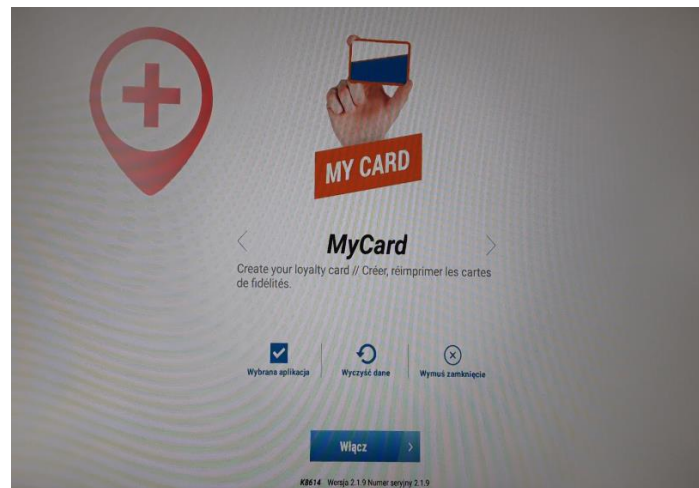 MY CARD
MyCard
Create your loyalty card // Créer, réimprimer les cartes
de fidélités.
Wybrana aplikacja
Wyczyść dane
Wymuś zamknięcie
Włącz
K8614 Wersja 2.1.9 Numer seryjny 2.1.9